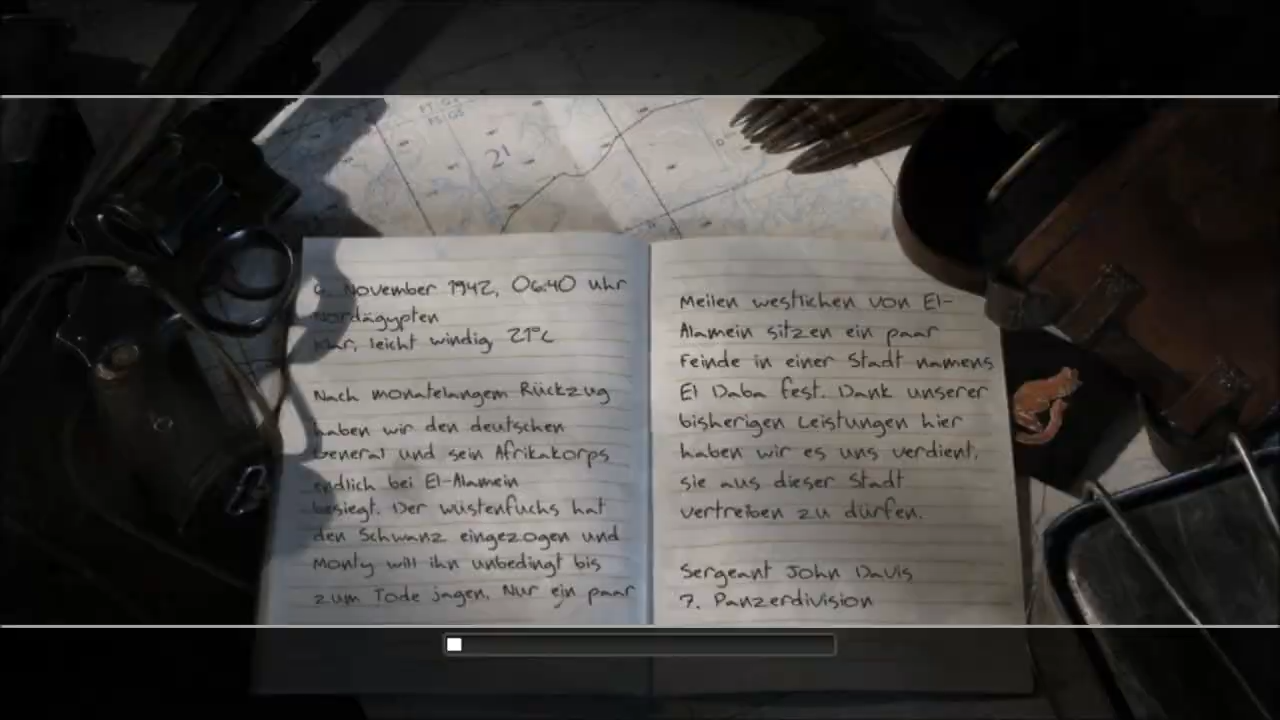 21
6. November 1942, 06:40 uhr
Nordägypten
klar, leicht windig, 21°C
Nach monatelangem Rückzug
haben wir den deutschen
General und sein Afrikakorps
endlich bei El-Alamein
besiegt. Der wüstenfuchs hat
den Schwanz eingezogen und
Monty will ihn unbedingt bis
zum Tode jagen. Nur ein paar
Meilen westlichen von El-
Alamein sitzen ein paar
Feinde in einer Stadt namens
El Daba fest. Dank unserer
bisherigen Leistungen hier
haben wir es uns verdient,
sie aus dieser Stadt
vertreiben zu dürfen.
Sergeant John Davis
7. Panzerdivision